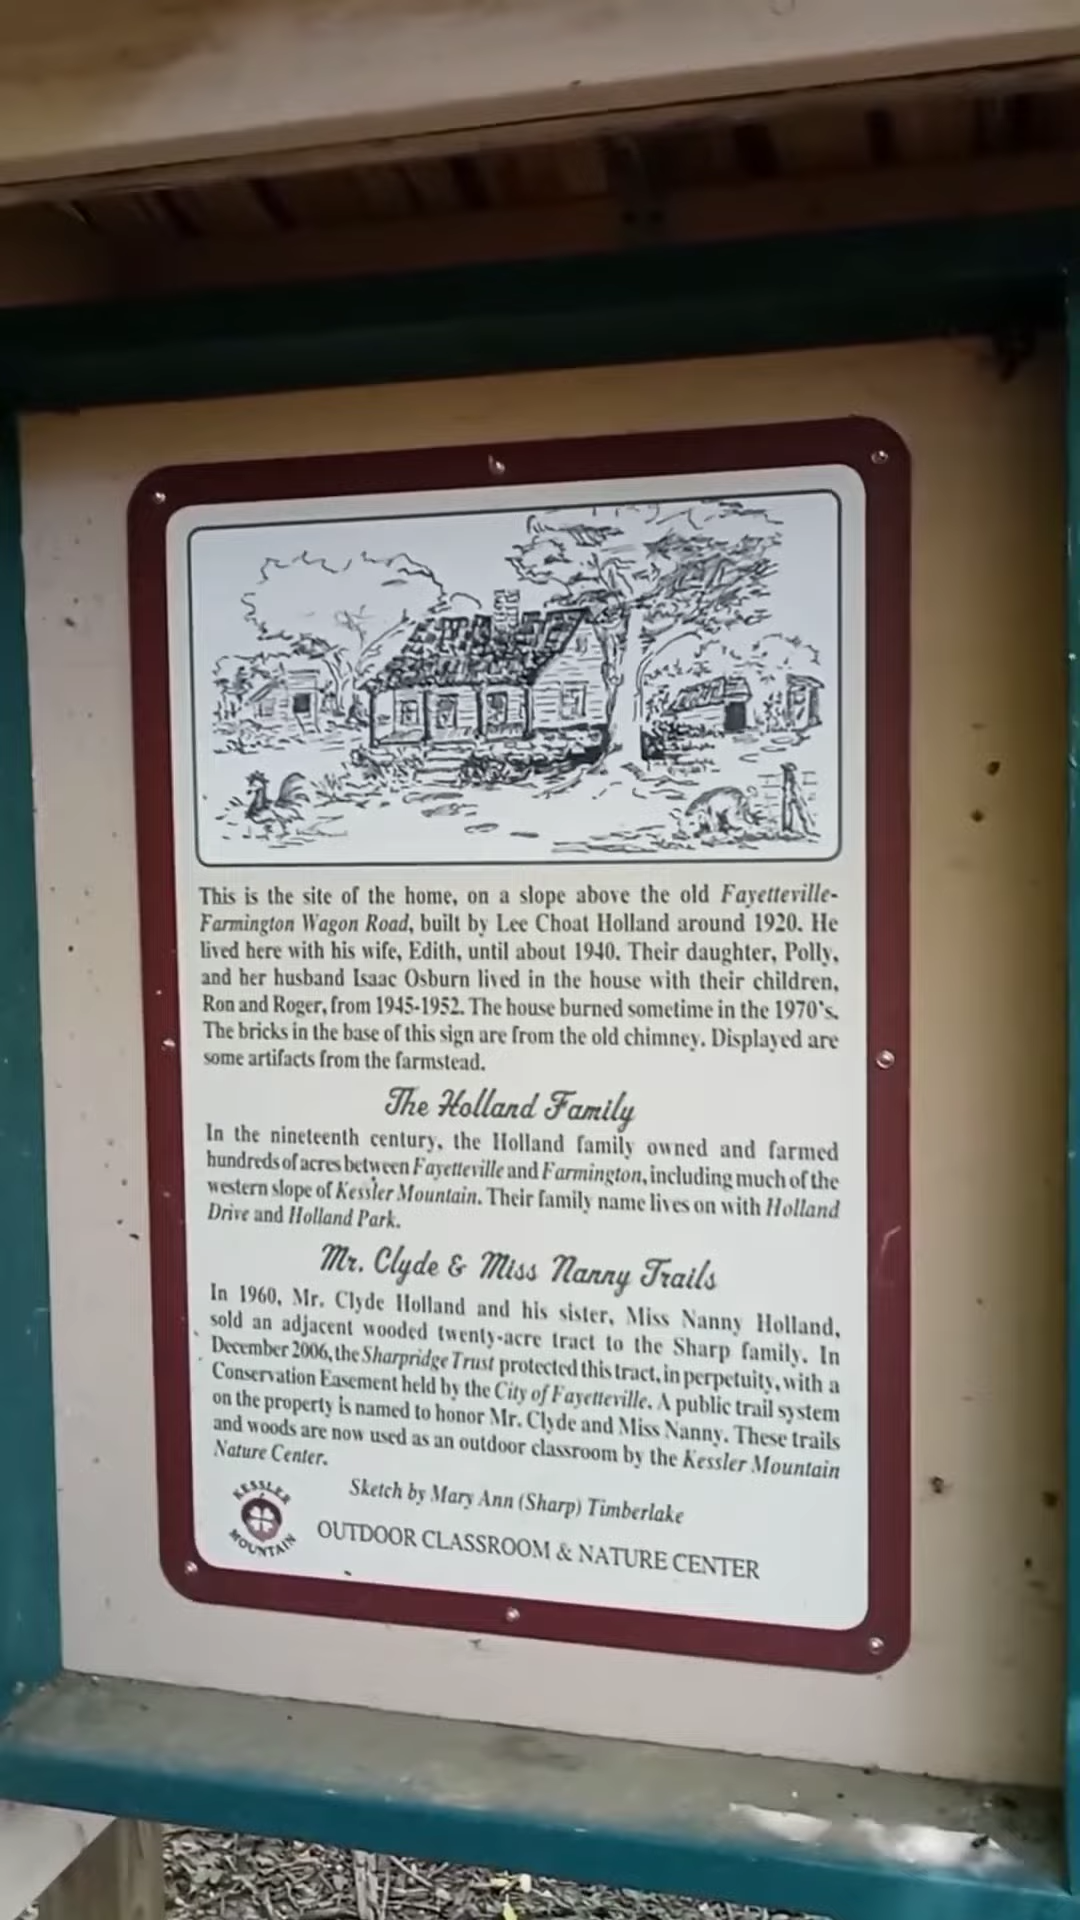 This is the site of the home, on a slope above the old Fayetteville-
Farmington Wagon Road, built by Lee Choat Holland around 1920. He
lived here with his wife, Edith, until about 1940. Their daughter, Polly,
and her husband Isaac Osburn lived in the house with their children,
Ron and Roger, from 1945-1952. The house burned sometime in the 1970's.
The bricks in the base of this sign are from the old chimney. Displayed are
some artifacts from the farmstead.
The Holland Family
In the nineteenth century, the Holland family owned and farmed
hundreds of acres between Fayetteville and Farmington, including much of the
western slope of Kessler Mountain. Their family name lives on with Holland
Drive and Holland Park.
Mr. Clyde & Miss Nanny Trails
In 1960, Mr. Clyde Holland and his sister, Miss Nanny Holland,
sold an adjacent wooded twenty-acre tract to the Sharp family. In
December 2006, the Sharpridge Trust protected this tract, in perpetuity, with a
Conservation Easement held by the City of Fayetteville. A public trail system
on the property is named to honor Mr. Clyde and Miss Nanny. These trails
and woods are now used as an outdoor classroom by the Kessler Mountain
Nature Center.
Sketch by Mary Ann (Sharp) Timberlake
KESSLER
MOUNTAIN
OUTDOOR CLASSROOM & NATURE CENTER